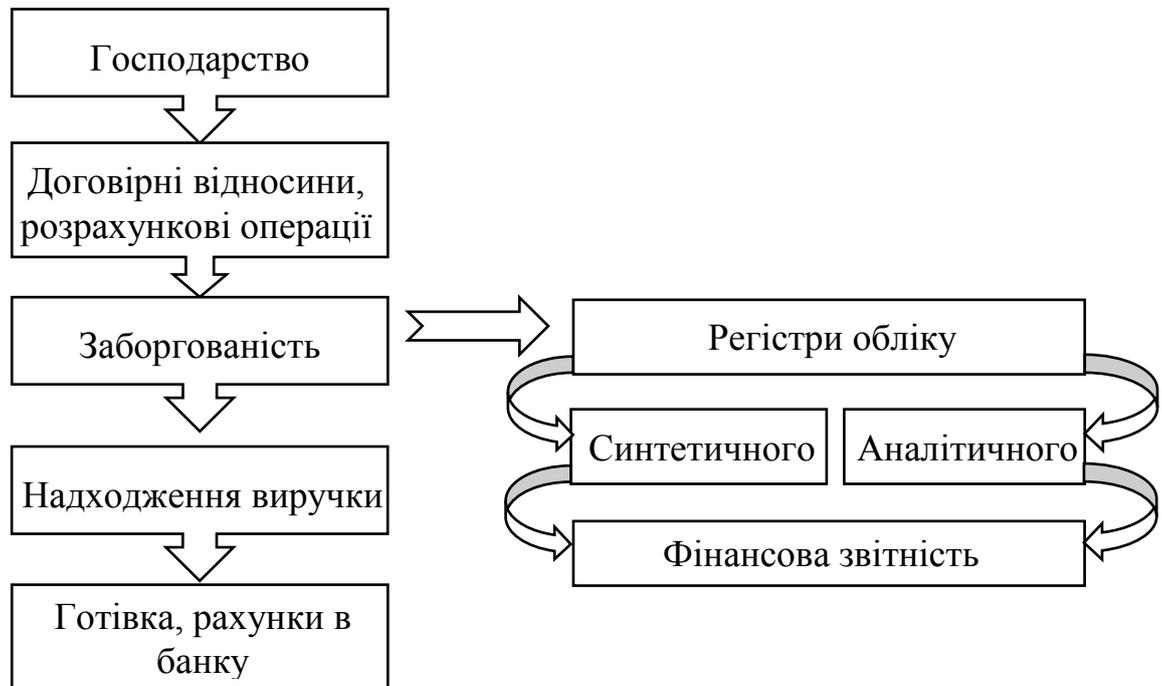 Господарство
Договірні відносини,
розрахункові операції
Заборгованість
Надходження виручки
Готівка, рахунки в
банку
Регістри обліку
Синтетичного
Аналітичного
Фінансова звітність